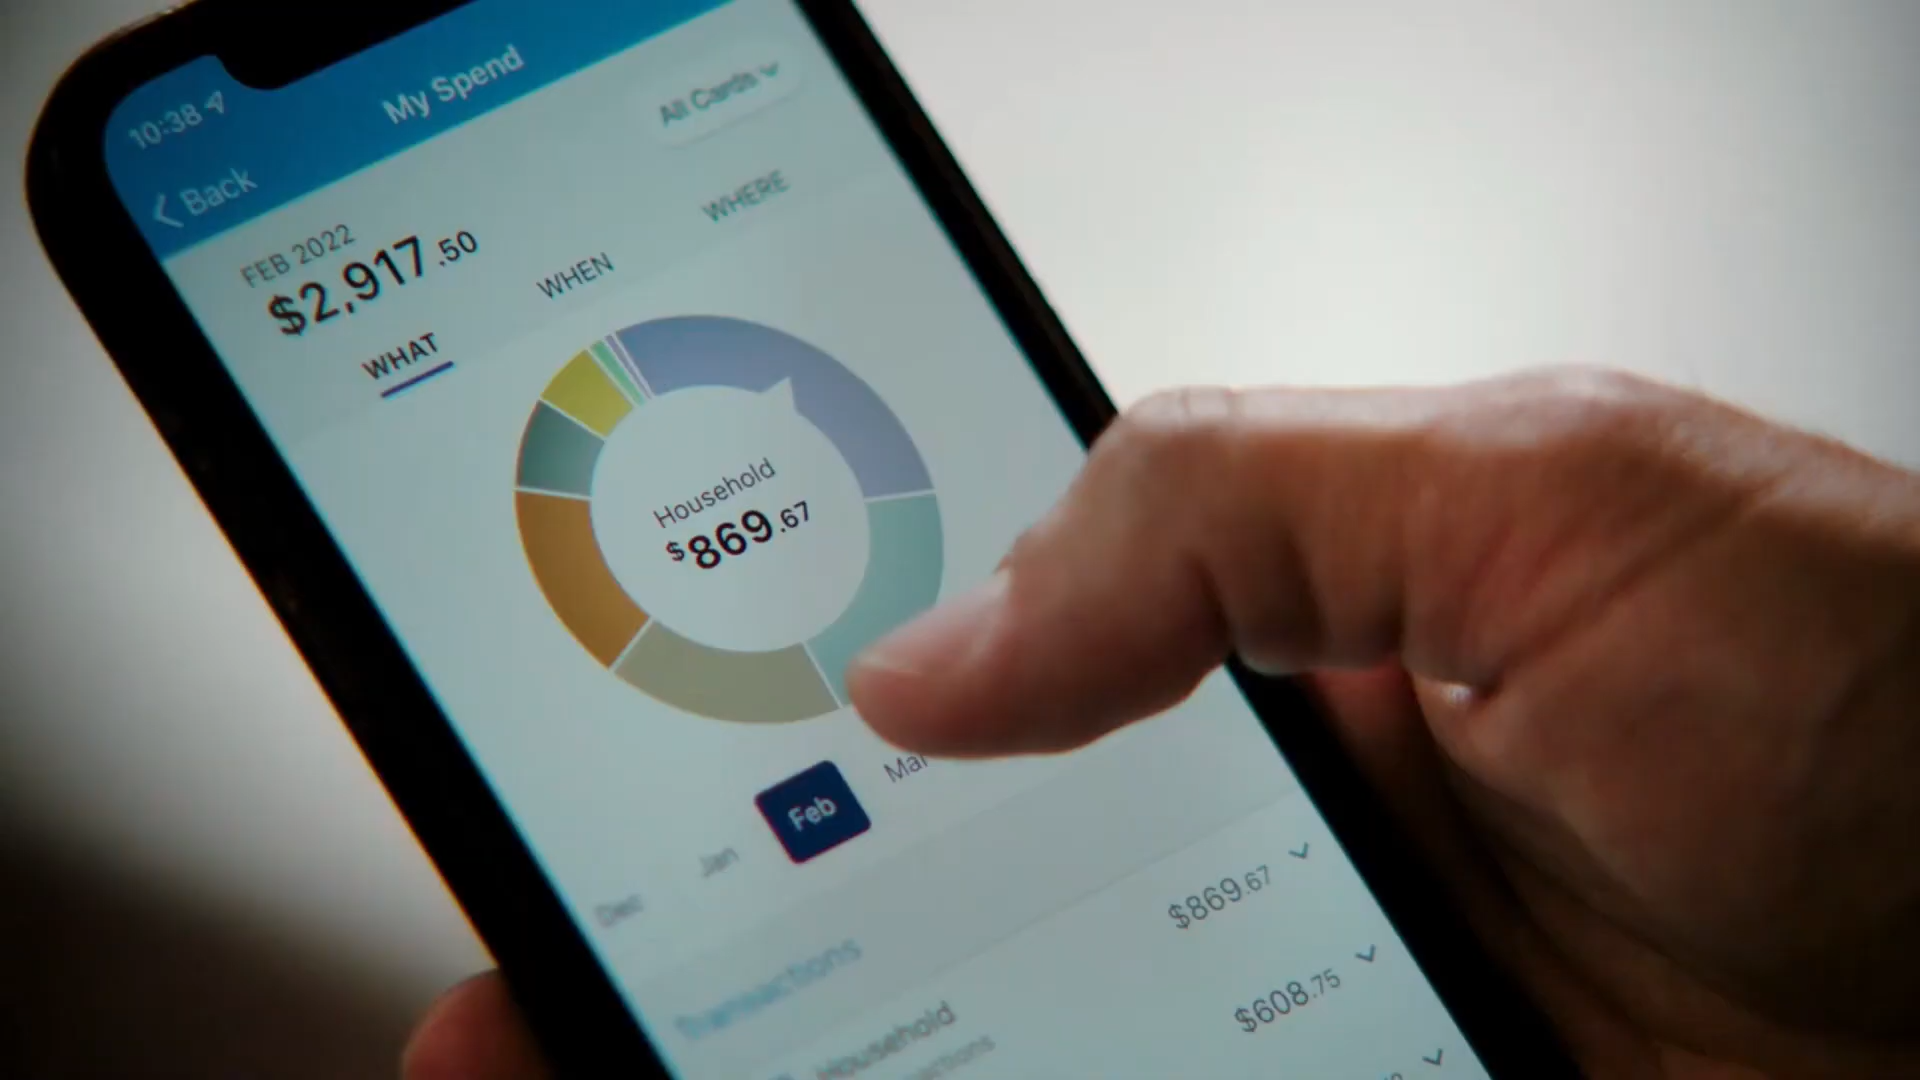 10:38
My Spend
Back
All Cards
FEB 2022
$2,917.50
WHAT
WHEN
WHERE
Household
$869.67
Dec
Jan
Feb
Mar
Transactions
Household
$869.67
$608.75